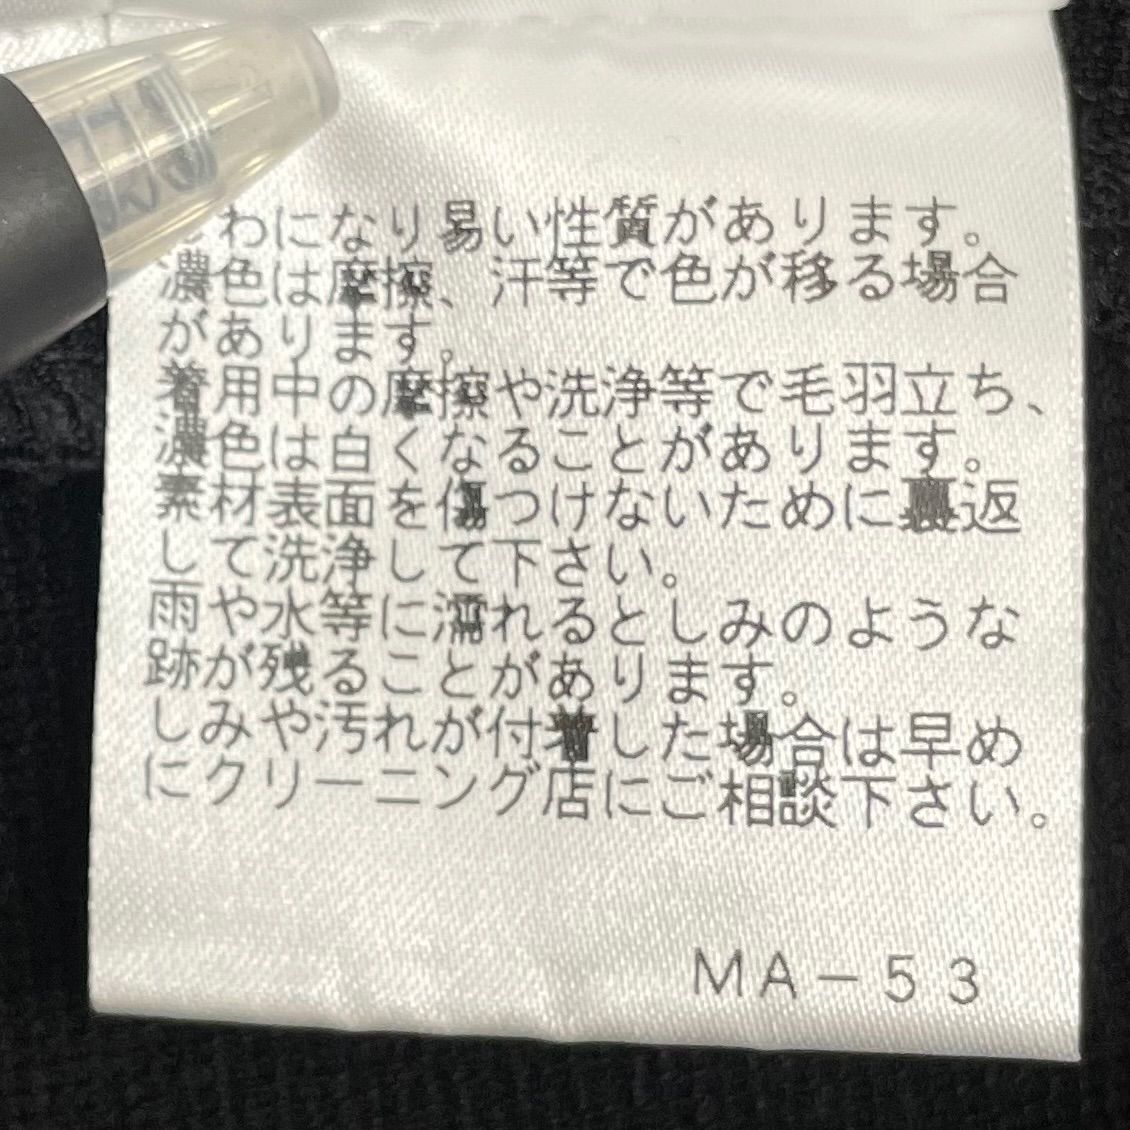 わになり易い性質があります。
濃色は摩擦、汗等で色が移る場合
があります。
着用中の摩擦や洗浄等で毛羽立ち、
濃色は白くなることがあります。
素材表面を傷つけないために裏返
して洗浄して下さい。
雨や水等に濡れるとしみのような
跡が残ることがあります。
しみや汚れが付着した場合は早め
にクリーニング店にご相談下さい。
MA-53